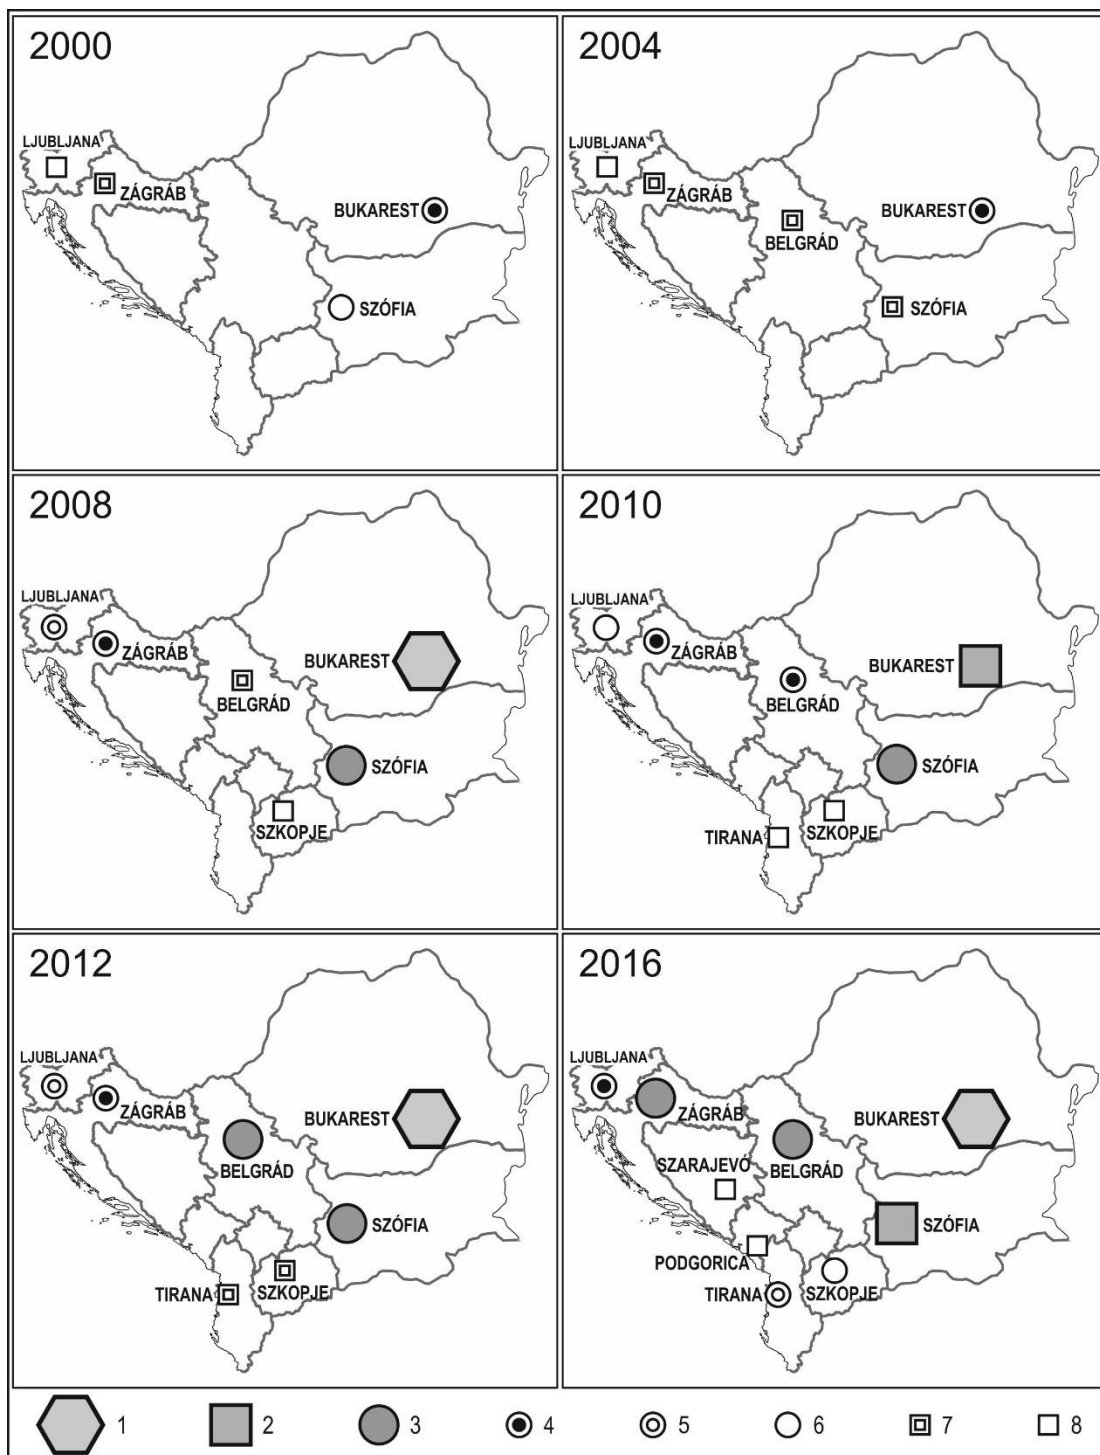 2000
LJUBLJANA
ZÁGRÁB
BUKAREST
SZÓFIA
2004
LJUBLJANA
ZÁGRÁB
BELGRÁD
BUKAREST
SZÓFIA
2008
LJUBLJANA
ZÁGRÁB
BELGRÁD
BUKAREST
SZÓFIA
SZKOPJE
2010
LJUBLJANA
ZÁGRÁB
BELGRÁD
BUKAREST
SZÓFIA
TIRANA
SZKOPJE
2012
LJUBLJANA
ZÁGRÁB
BELGRÁD
BUKAREST
SZÓFIA
TIRANA
SZKOPJE
2016
LJUBLJANA
ZÁGRÁB
BELGRÁD
BUKAREST
SZARAJEVÓ
SZÓFIA
PODGORICA
TIRANA
SZKOPJE
1 2 3 4 5 6 7 8